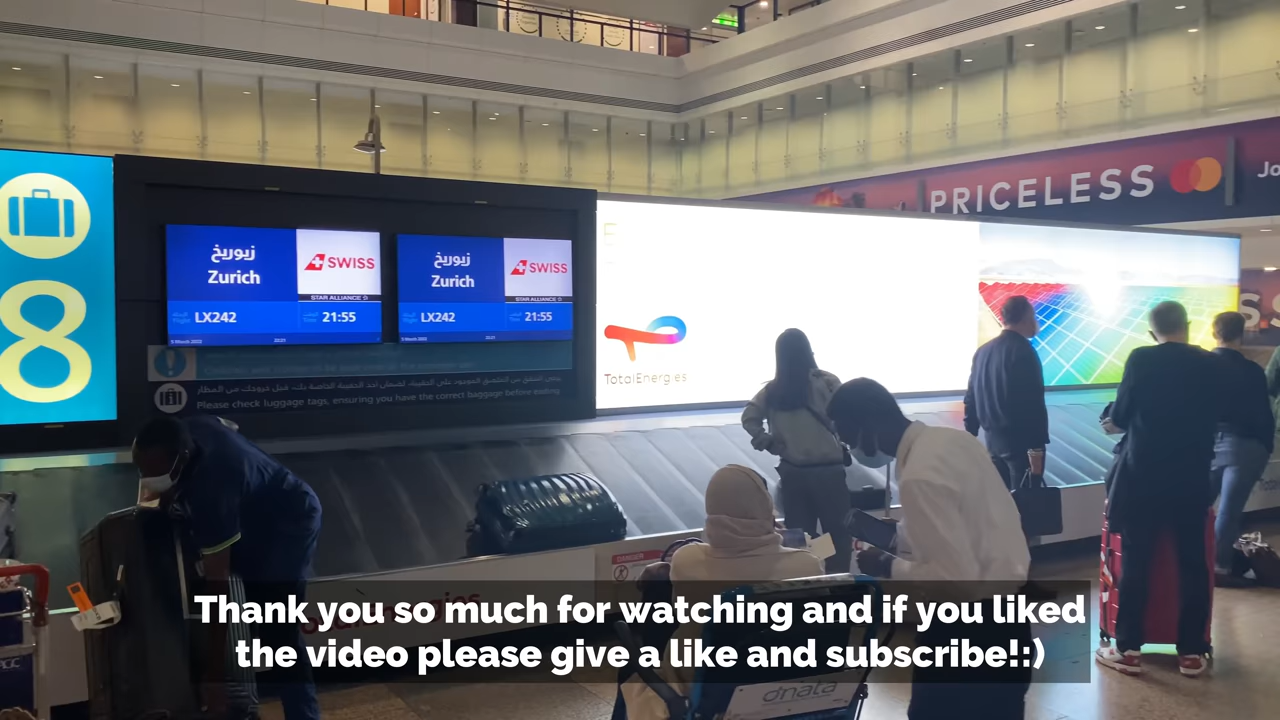 PRICELESS
8
زيوريخ
Zurich
SWISS
STAR ALLIANCE
LX242
21:55
زيوريخ
Zurich
SWISS
STAR ALLIANCE
LX242
21:55
TotalEnergies
Please check luggage tags, ensuring you have the correct baggage before exiting
DANGER
Thank you so much for watching and if you liked
the video please give a like and subscribe!:)
dnata